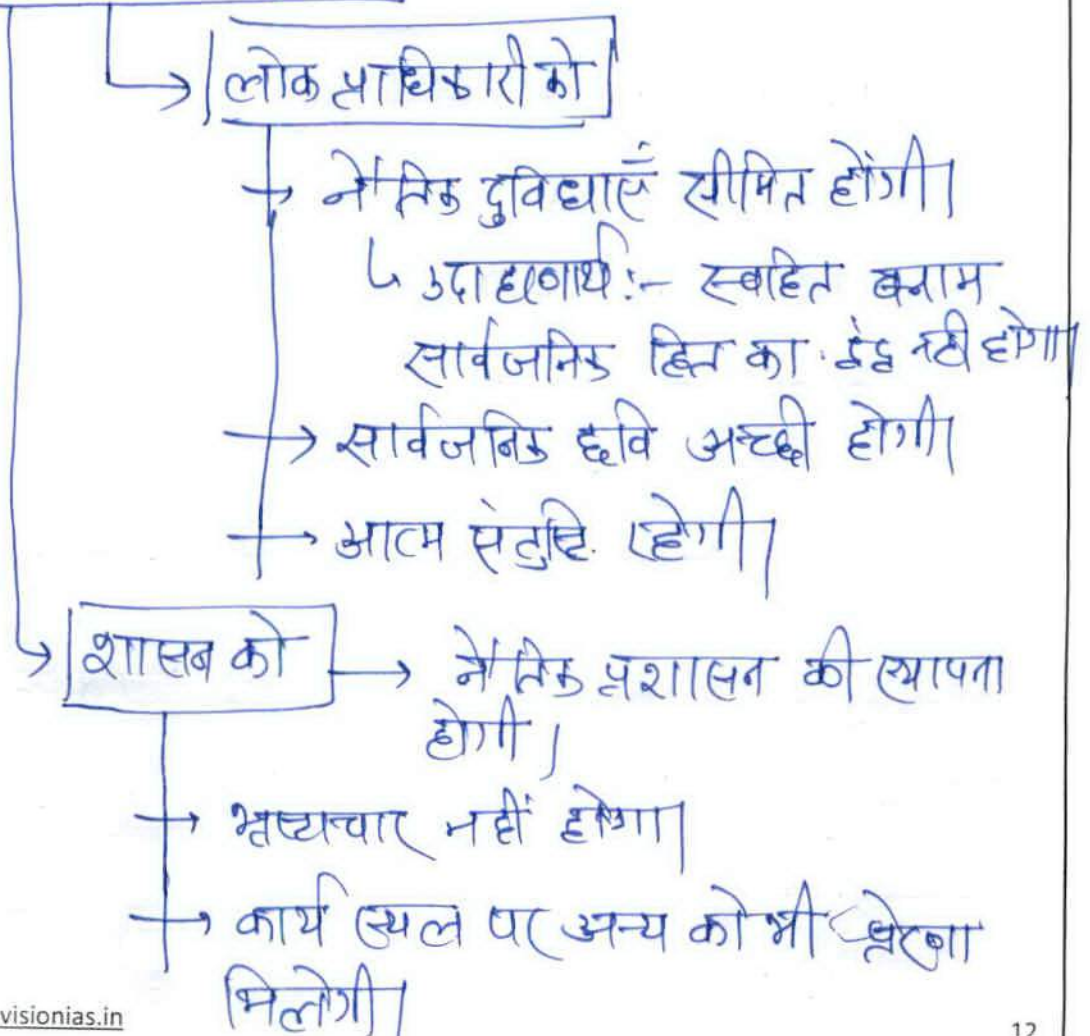 लोक प्राधिकारी को
नैतिक दुविधाएँ सीमित होंगी।
उदाहरणार्थ:- स्वहित बनाम
सार्वजनिक हित का द्वंद्व नहीं होगा।
सार्वजनिक छवि अच्छी होगी।
आत्म संतुष्टि रहेगी।
शासन को → नैतिक प्रशासन की स्थापना
होगी।
भ्रष्टाचार नहीं होगा।
कार्य स्थल पर अन्य को भी प्रेरणा
मिलेगी।
visionias.in
12